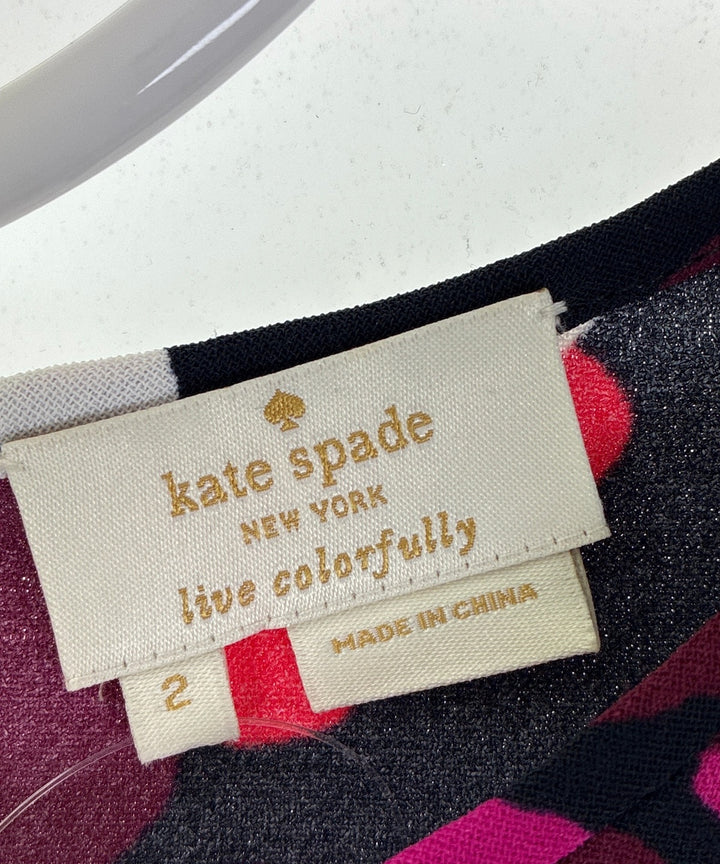 kate spade
NEW YORK
live colorfully
MADE IN CHINA
2